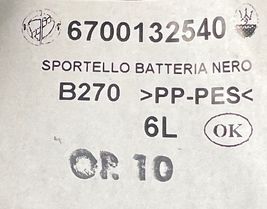 6700132540
SPORTELLO BATTERIA NERO
B270 >PP-PES<
6L OK
OP. 10